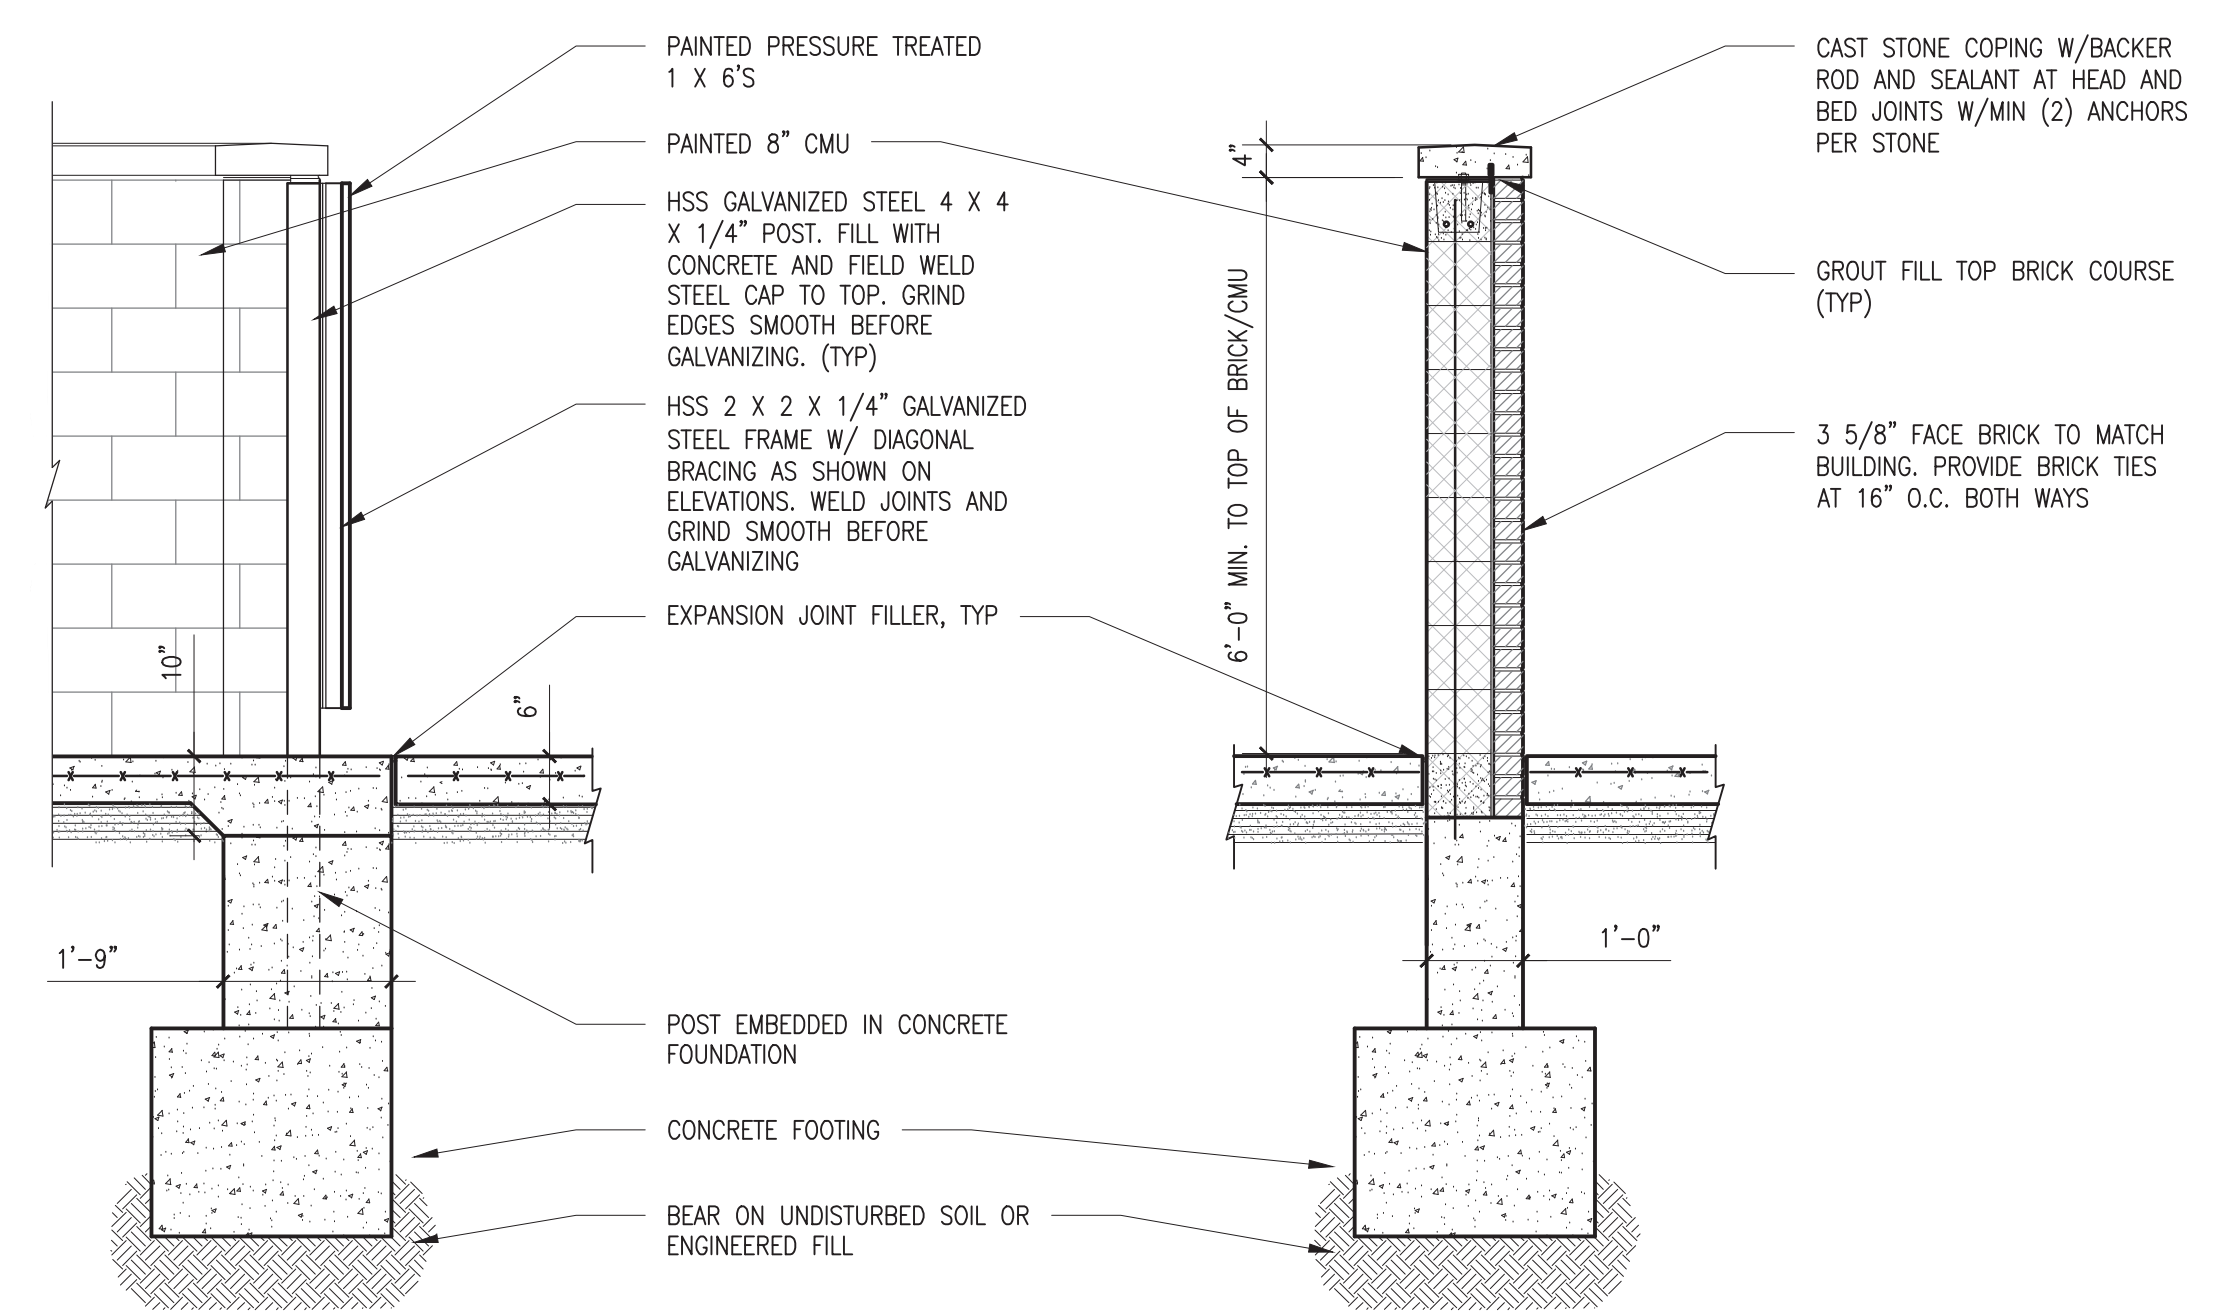 PAINTED PRESSURE TREATED
1 X 6'S
PAINTED 8" CMU
HSS GALVANIZED STEEL 4 X 4
X 1/4" POST. FILL WITH
CONCRETE AND FIELD WELD
STEEL CAP TO TOP. GRIND
EDGES SMOOTH BEFORE
GALVANIZING. (TYP)
HSS 2 X 2 X 1/4" GALVANIZED
STEEL FRAME W/ DIAGONAL
BRACING AS SHOWN ON
ELEVATIONS. WELD JOINTS AND
GRIND SMOOTH BEFORE
GALVANIZING
EXPANSION JOINT FILLER, TYP
10"
6"
1'-9"
POST EMBEDDED IN CONCRETE
FOUNDATION
CONCRETE FOOTING
BEAR ON UNDISTURBED SOIL OR
ENGINEERED FILL
4"
6'-0" MIN. TO TOP OF BRICK/CMU
1'-0"
CAST STONE COPING W/BACKER
ROD AND SEALANT AT HEAD AND
BED JOINTS W/MIN (2) ANCHORS
PER STONE
GROUT FILL TOP BRICK COURSE
(TYP)
3 5/8" FACE BRICK TO MATCH
BUILDING. PROVIDE BRICK TIES
AT 16" O.C. BOTH WAYS